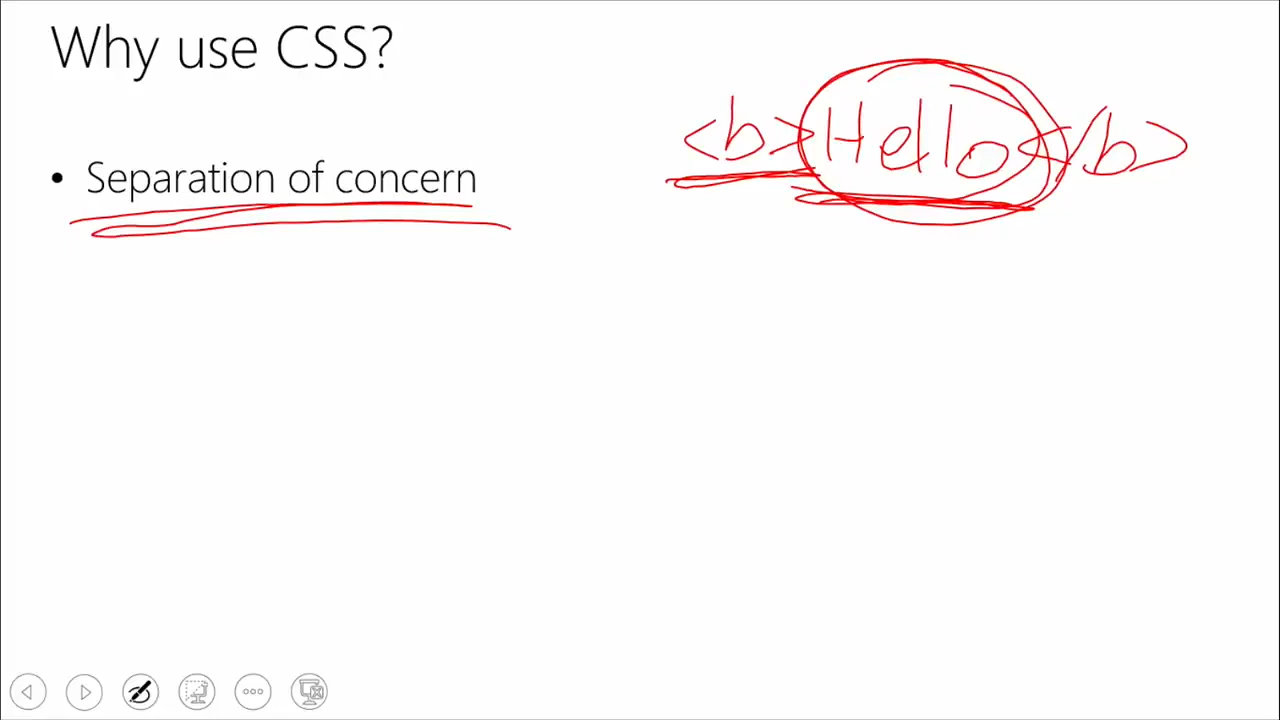 Why use CSS?
<b>Hello</b>
• Separation of concern